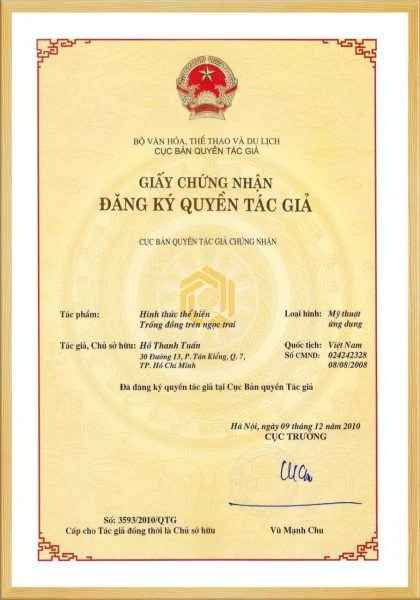 BỘ VĂN HÓA, THỂ THAO VÀ DU LỊCH
CỤC BẢN QUYỀN TÁC GIẢ
GIẤY CHỨNG NHẬN
ĐĂNG KÝ QUYỀN TÁC GIẢ
CỤC BẢN QUYỀN TÁC GIẢ CHỨNG NHẬN
Tác phẩm: Hình thức thể hiện Loại hình: Mỹ thuật
Trống đồng trên ngọc trai ứng dụng
Tác giả, Chủ sở hữu: Hồ Thanh Tuấn Quốc tịch: Việt Nam
30 Đường 13, P. Tân Kiểng, Q. 7, Số CMND: 024242328
TP. Hồ Chí Minh 08/08/2008
Đã đăng ký quyền tác giả tại Cục Bản quyền Tác giả
Hà Nội, ngày 09 tháng 12 năm 2010
CỤC TRƯỞNG
Số: 3593/2010/QTG
Cấp cho Tác giả đồng thời là Chủ sở hữu Vũ Mạnh Chu